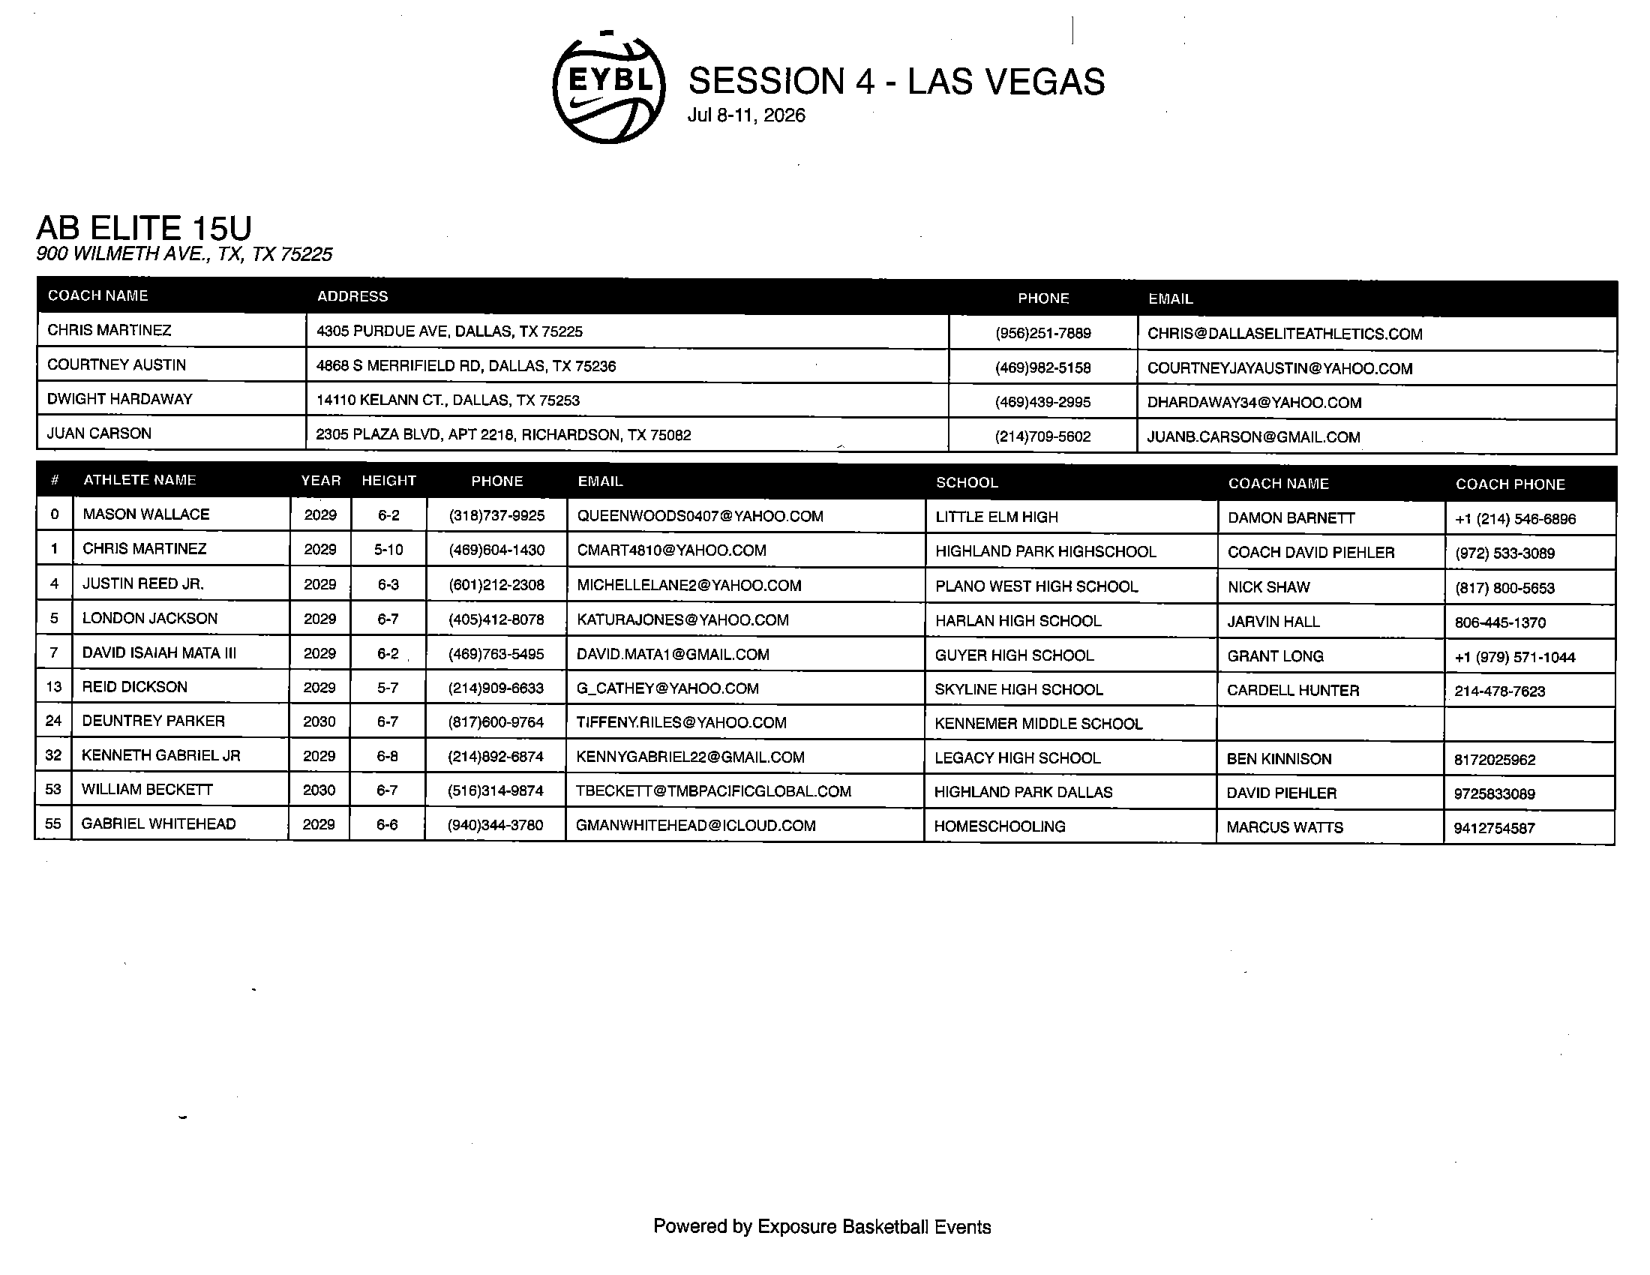 EYBL
SESSION 4 - LAS VEGAS
Jul 8-11, 2026
AB ELITE 15U
900 WILMETH AVE., TX, TX 75225
COACH NAME ADDRESS PHONE EMAIL
CHRIS MARTINEZ 4305 PURDUE AVE, DALLAS, TX 75225 (956)251-7889 CHRIS@DALLASELITEATHLETICS.COM
COURTNEY AUSTIN 4868 S MERRIFIELD RD, DALLAS, TX 75236 (469)982-5158 COURTNEYJAYAUSTIN@YAHOO.COM
DWIGHT HARDAWAY 14110 KELANN CT., DALLAS, TX 75253 (469)439-2995 DHARDAWAY34@YAHOO.COM
JUAN CARSON 2305 PLAZA BLVD, APT 2218, RICHARDSON, TX 75082 (214)709-5602 JUANB.CARSON@GMAIL.COM
# ATHLETE NAME YEAR HEIGHT PHONE EMAIL SCHOOL COACH NAME COACH PHONE
0 MASON WALLACE 2029 6-2 (318)737-9925 QUEENWOODS0407@YAHOO.COM LITTLE ELM HIGH DAMON BARNETT +1 (214) 546-6896
1 CHRIS MARTINEZ 2029 5-10 (469)604-1430 CMART4810@YAHOO.COM HIGHLAND PARK HIGHSCHOOL COACH DAVID PIEHLER (972) 533-3089
4 JUSTIN REED JR. 2029 6-3 (601)212-2308 MICHELLELANE2@YAHOO.COM PLANO WEST HIGH SCHOOL NICK SHAW (817) 800-5653
5 LONDON JACKSON 2029 6-7 (405)412-8078 KATURAJONES@YAHOO.COM HARLAN HIGH SCHOOL JARVIN HALL 806-445-1370
7 DAVID ISAIAH MATA III 2029 6-2 (469)763-5495 DAVID.MATA1@GMAIL.COM GUYER HIGH SCHOOL GRANT LONG +1 (979) 571-1044
13 REID DICKSON 2029 5-7 (214)909-6633 G_CATHEY@YAHOO.COM SKYLINE HIGH SCHOOL CARDELL HUNTER 214-478-7623
24 DEUNTREY PARKER 2030 6-7 (817)600-9764 TIFFENY.RILES@YAHOO.COM KENNEMER MIDDLE SCHOOL
32 KENNETH GABRIEL JR 2029 6-8 (214)892-6874 KENNYGABRIEL22@GMAIL.COM LEGACY HIGH SCHOOL BEN KINNISON 8172025962
53 WILLIAM BECKETT 2030 6-7 (516)314-9874 TBECKETT@TMBPACIFICGLOBAL.COM HIGHLAND PARK DALLAS DAVID PIEHLER 9725833089
55 GABRIEL WHITEHEAD 2029 6-6 (940)344-3780 GMANWHITEHEAD@ICLOUD.COM HOMESCHOOLING MARCUS WATTS 9412754587
Powered by Exposure Basketball Events